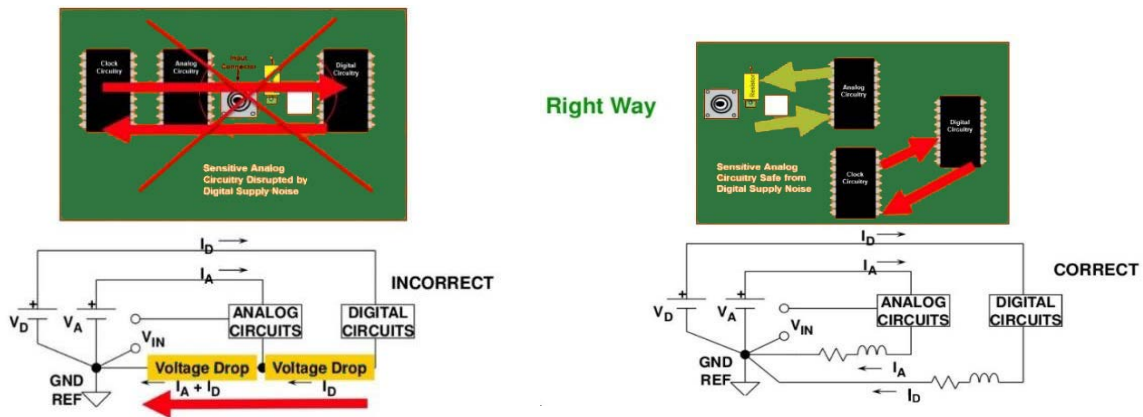 Clock
Circuitry
Analog
Circuitry
Input
Connector
Digital
Circuitry
Sensitive Analog
Circuitry Disrupted by
Digital Supply Noise
Right Way
Resistor
Analog
Circuitry
Digital
Circuitry
Sensitive Analog
Circuitry Safe from
Digital Supply Noise
Clock
Circuitry
I_D
I_A
INCORRECT
+
+
V_D
V_A
V_IN
ANALOG
CIRCUITS
DIGITAL
CIRCUITS
Voltage Drop
Voltage Drop
GND
REF
I_A + I_D
I_D
I_D
I_A
CORRECT
+
+
V_D
V_A
V_IN
ANALOG
CIRCUITS
DIGITAL
CIRCUITS
GND
REF
I_A
I_D